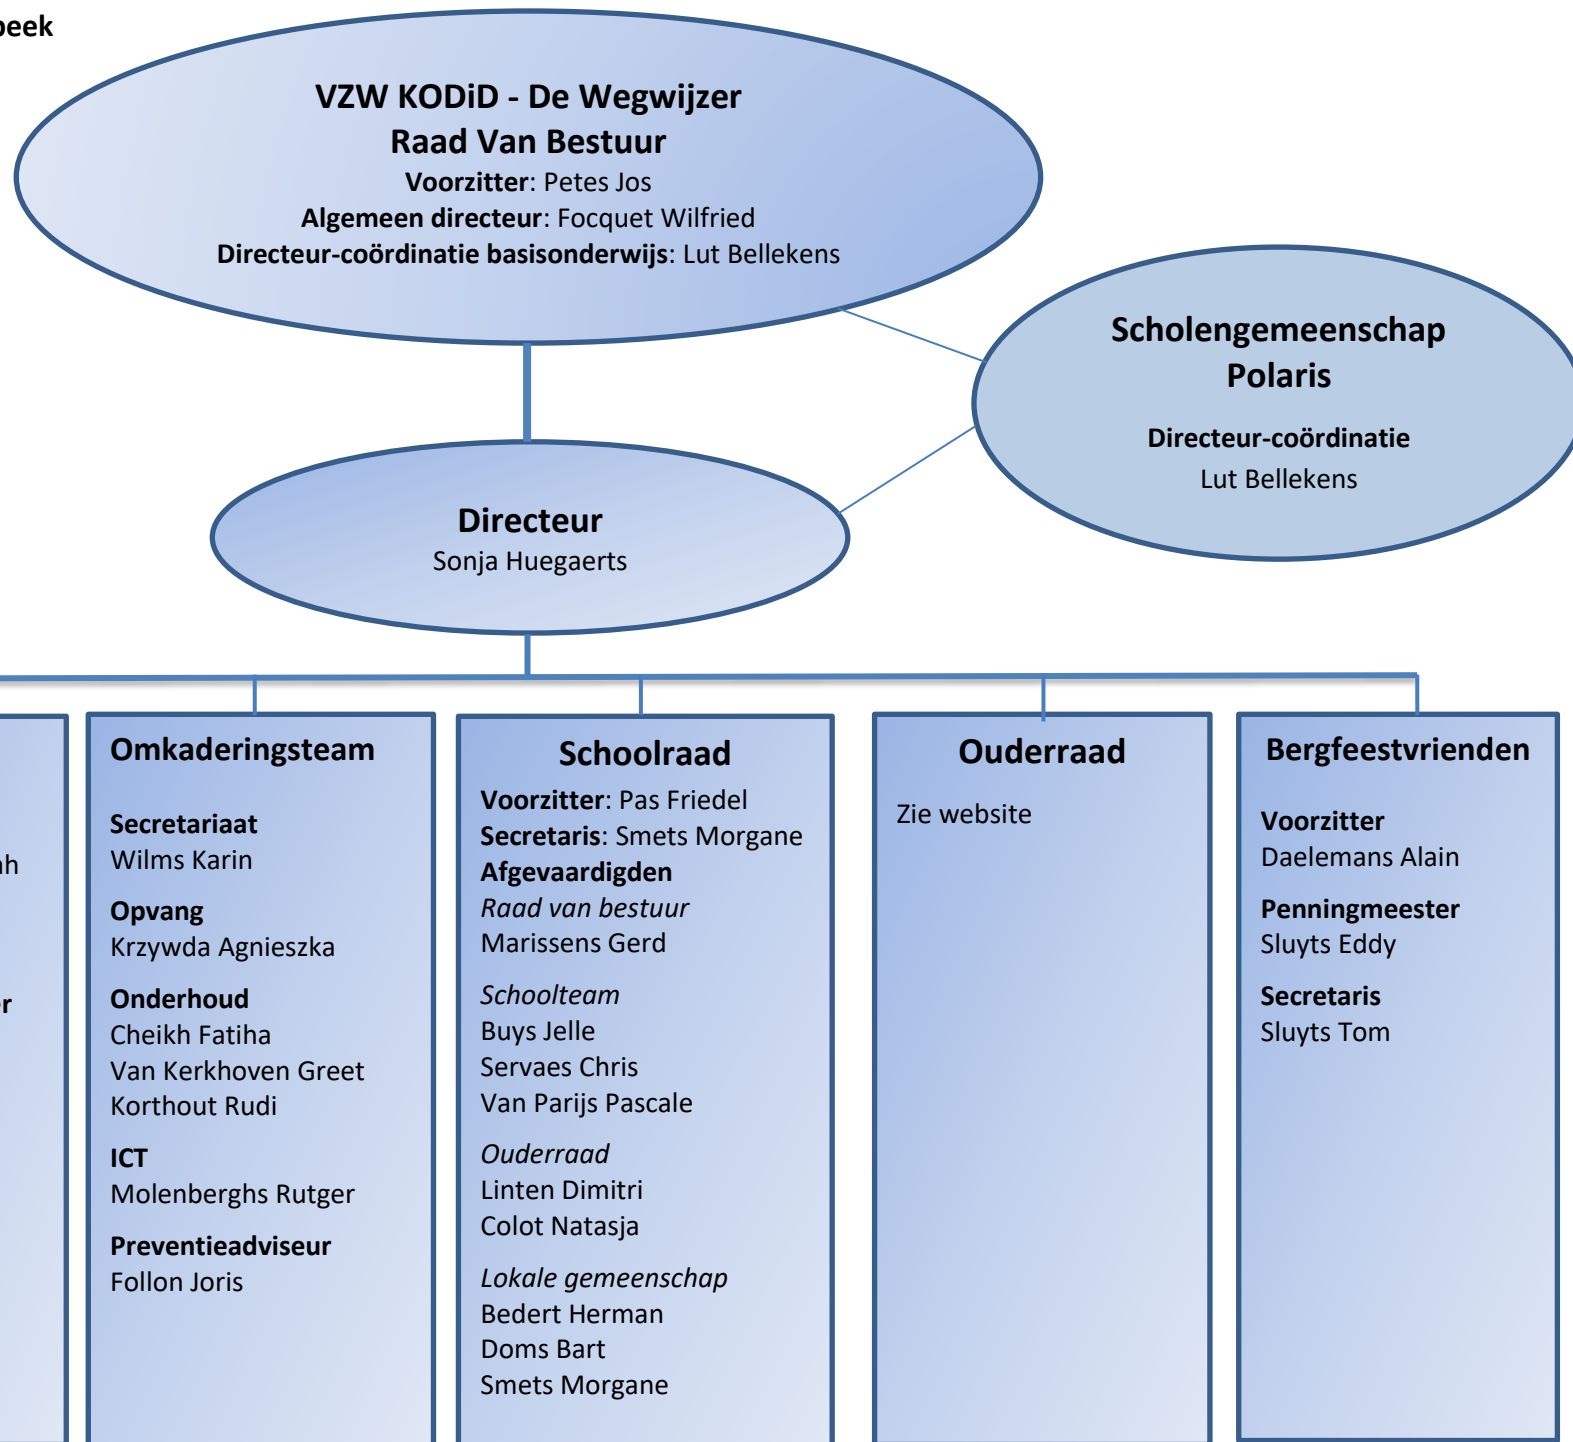 VZW KODiD - De Wegwijzer
Raad Van Bestuur
Voorzitter: Petes Jos
Algemeen directeur: Focquet Wilfried
Directeur-coördinatie basisonderwijs: Lut Bellekens
Scholengemeenschap
Polaris
Directeur-coördinatie
Lut Bellekens
Directeur
Sonja Huegaerts
Omkaderingsteam
Secretariaat
Wilms Karin
Opvang
Krzywda Agnieszka
Onderhoud
Cheikh Fatiha
Van Kerkhoven Greet
Korthout Rudi
ICT
Molenberghs Rutger
Preventieadviseur
Follon Joris
Schoolraad
Voorzitter: Pas Friedel
Secretaris: Smets Morgane
Afgevaardigden
Raad van bestuur
Marissens Gerd
Schoolteam
Buys Jelle
Servaes Chris
Van Parijs Pascale
Ouderraad
Linten Dimitri
Colot Natasja
Lokale gemeenschap
Bedert Herman
Doms Bart
Smets Morgane
Ouderraad
Zie website
Bergfeestvrienden
Voorzitter
Daelemans Alain
Penningmeester
Sluyts Eddy
Secretaris
Sluyts Tom